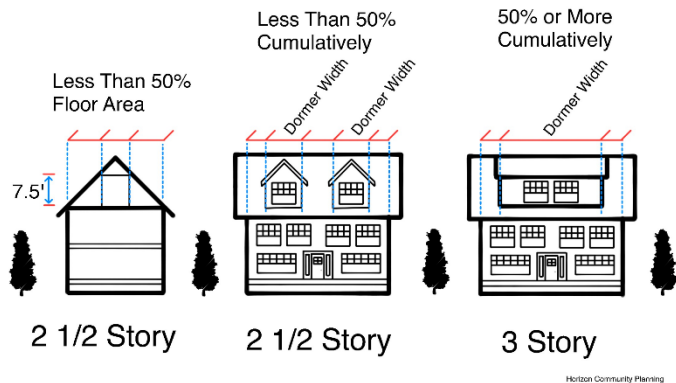 Less Than 50%
Cumulatively
50% or More
Cumulatively
Less Than 50%
Floor Area
Dormer Width
Dormer Width
Dormer Width
7.5'
2 1/2 Story
2 1/2 Story
3 Story
Horizon Community Planning